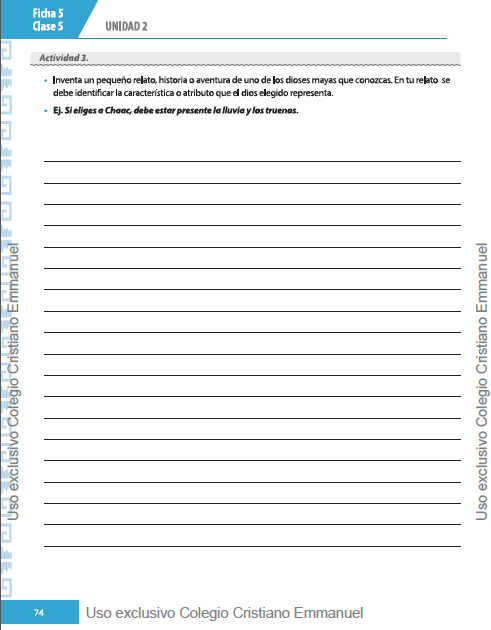 Ficha 5
Clase 5
UNIDAD 2
Actividad 3.
• Inventa un pequeño relato, historia o aventura de uno de los dioses mayas que conozcas. En tu relato se
debe identificar la característica o atributo que el dios elegido representa.
• Ej. Si eliges a Chaac, debe estar presente la lluvia y los truenos.
Uso exclusivo Colegio Cristiano Emmanuel
Uso exclusivo Colegio Cristiano Emmanuel
74
Uso exclusivo Colegio Cristiano Emmanuel